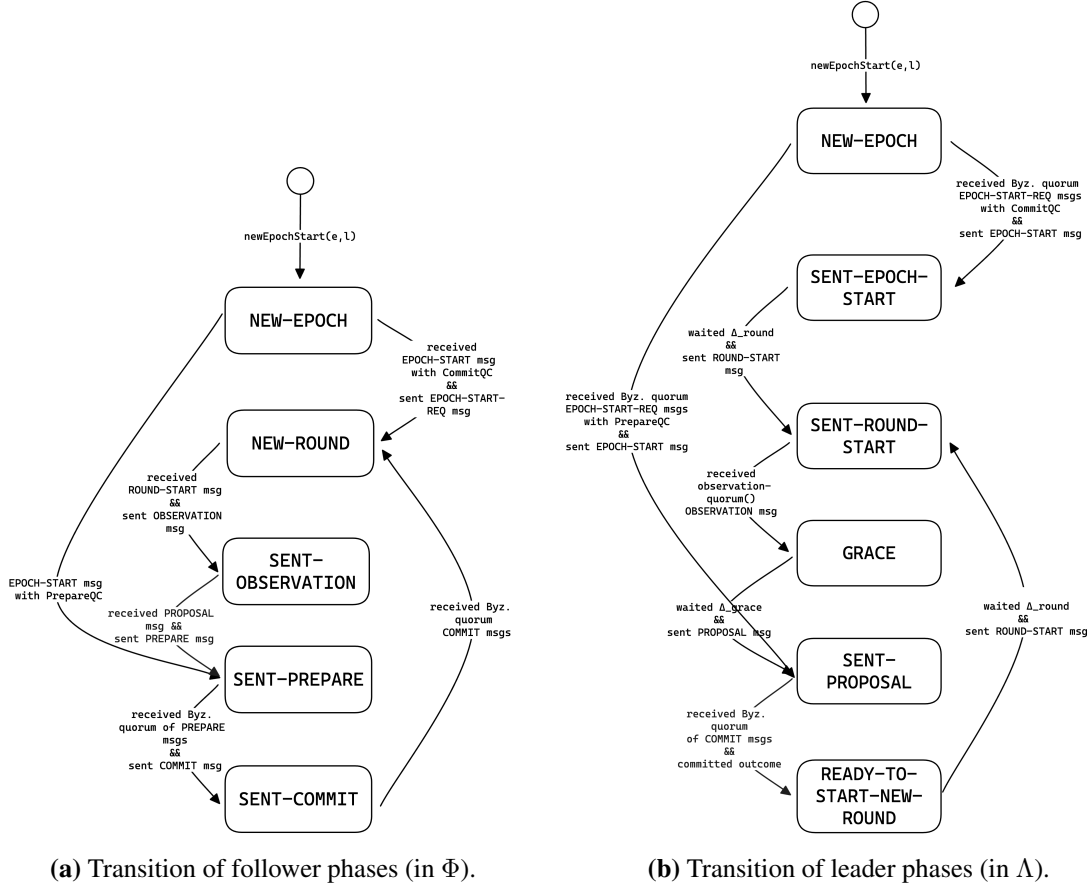 newEpochStart(e,l)
NEW-EPOCH
received
EPOCH-START msg
with CommitQC
&&
sent EPOCH-START-
REQ msg
NEW-ROUND
received
ROUND-START msg
&&
sent OBSERVATION
msg
SENT-
OBSERVATION
EPOCH-START msg
with PrepareQC
received PROPOSAL
msg &&
sent PREPARE msg
received Byz.
quorum
COMMIT msgs
SENT-PREPARE
received Byz.
quorum of PREPARE
msgs
&&
sent COMMIT msg
SENT-COMMIT
(a) Transition of follower phases (in Φ).
newEpochStart(e,l)
NEW-EPOCH
received Byz. quorum
EPOCH-START-REQ msgs
with CommitQC
&&
sent EPOCH-START msg
SENT-EPOCH-
START
waited Δ_round
&&
sent ROUND-START
msg
received Byz. quorum
EPOCH-START-REQ msgs
with PrepareQC
&&
sent EPOCH-START msg
SENT-ROUND-
START
received
observation-
quorum()
OBSERVATION msg
GRACE
waited Δ_grace
&&
sent PROPOSAL msg
waited Δ_round
&&
sent ROUND-START msg
SENT-
PROPOSAL
received Byz.
quorum
of COMMIT msgs
&&
committed outcome
READY-TO-
START-NEW-
ROUND
(b) Transition of leader phases (in Λ).